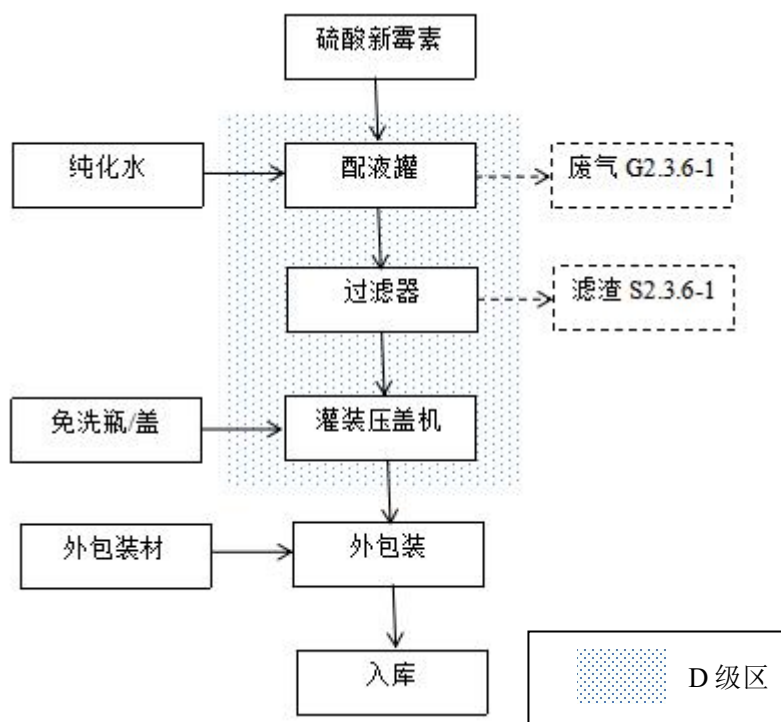 硫酸新霉素
纯化水
配液罐
废气 G2.3.6-1
过滤器
滤渣 S2.3.6-1
免洗瓶/盖
灌装压盖机
外包装材
外包装
入库
D 级区